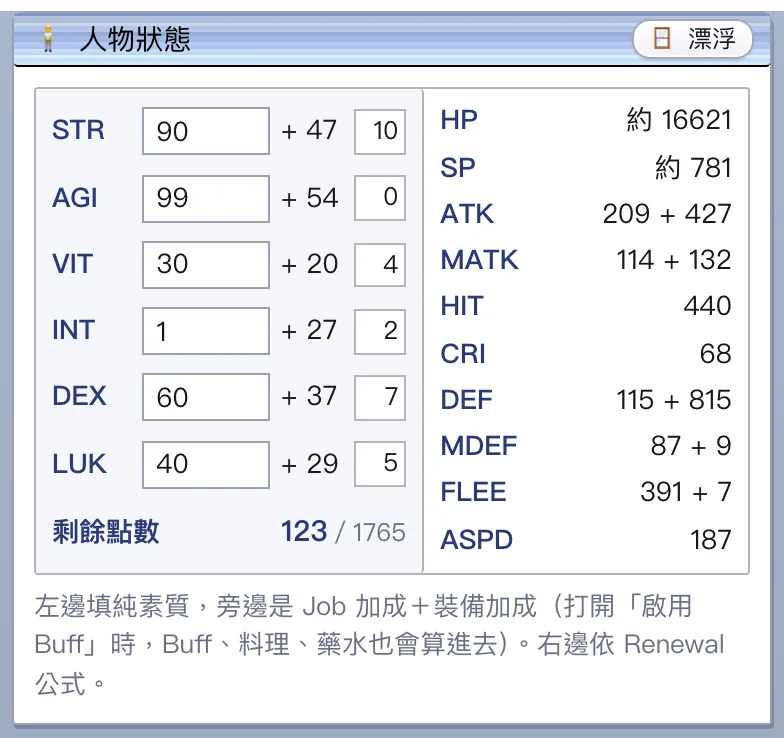 人物狀態
漂浮
STR 90 + 47 10
AGI 99 + 54 0
VIT 30 + 20 4
INT 1 + 27 2
DEX 60 + 37 7
LUK 40 + 29 5
剩餘點數 123 / 1765
HP 約 16621
SP 約 781
ATK 209 + 427
MATK 114 + 132
HIT 440
CRI 68
DEF 115 + 815
MDEF 87 + 9
FLEE 391 + 7
ASPD 187
左邊填純素質，旁邊是 Job 加成＋裝備加成（打開「啟用
Buff」時，Buff、料理、藥水也會算進去）。右邊依 Renewal
公式。